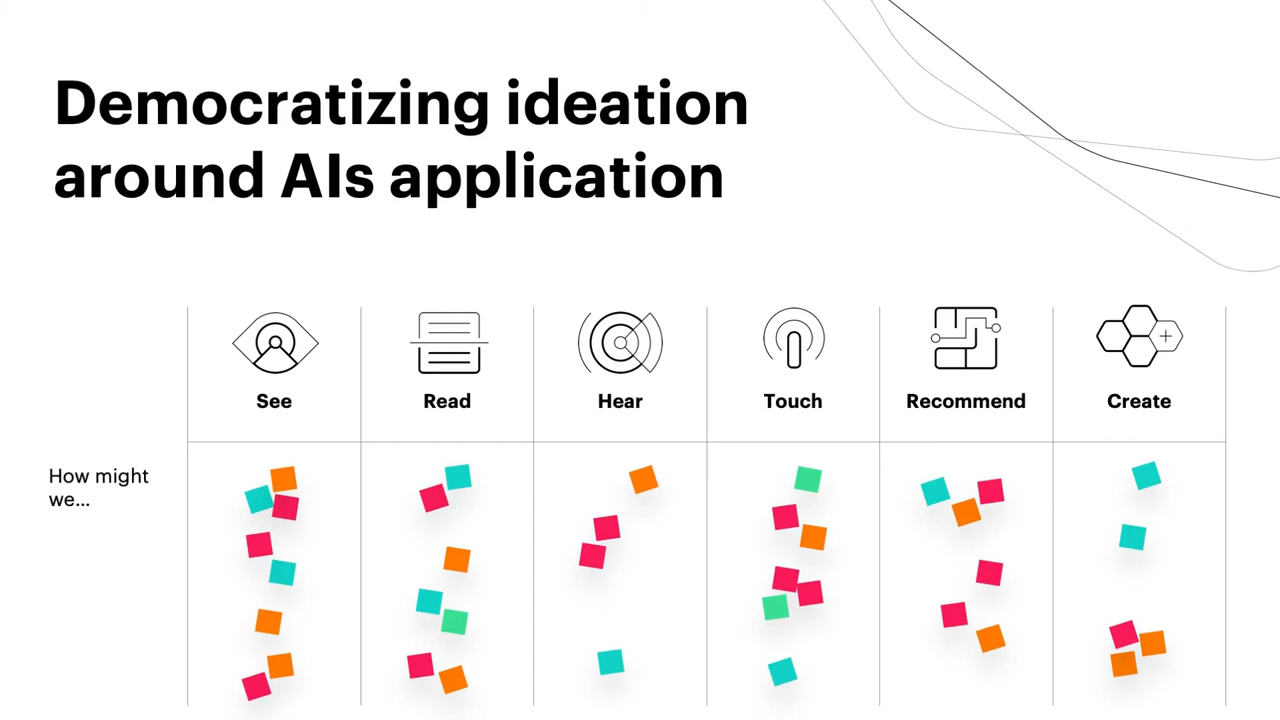 Democratizing ideation
around AIs application
See
Read
Hear
Touch
Recommend
Create
How might
we...